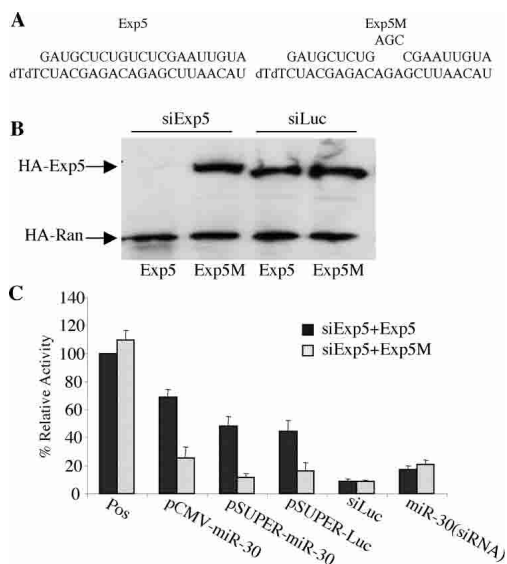 A
Exp5 Exp5M
AGC
GAUGCUCUGUCUCGAAUUGUA GAUGCUCUG CGAAUUGUA
dTdTCUACGAGACAGAGCUUAACAU dTdTCUACGAGACAGAGCUUAACAU
B
siExp5 siLuc
HA-Exp5
HA-Ran
Exp5 Exp5M Exp5 Exp5M
C
% Relative Activity
140
120
100
80
60
40
20
0
siExp5+Exp5
siExp5+Exp5M
Pos pCMV-miR-30 pSUPER-miR-30 pSUPER-Luc siLuc miR-30(siRNA)